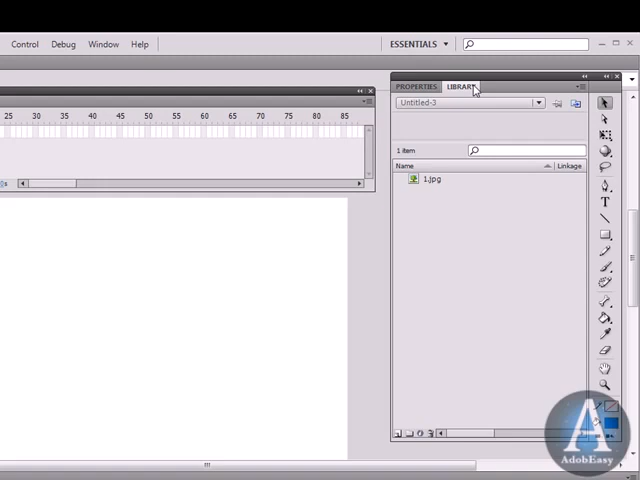 Control Debug Window Help ESSENTIALS
PROPERTIES LIBRARY
Untitled-3
25 30 35 40 45 50 55 60 65 70 75 80 85
1 item
Name Linkage
1.jpg
T
A
AdobEasy